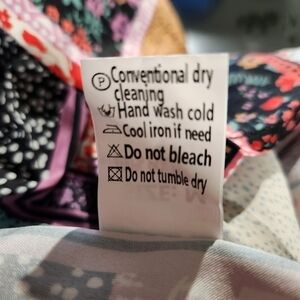 P Conventional dry
cleaning
Hand wash cold
Cool iron if need
Do not bleach
Do not tumble dry